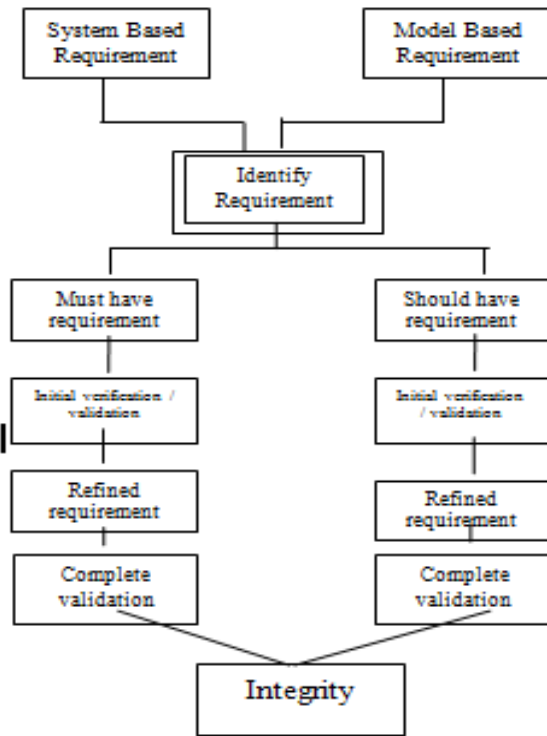 System Based
Requirement
Model Based
Requirement
Identify
Requirement
Must have
requirement
Should have
requirement
Initial verification /
validation
Initial verification
/ validation
Refined
requirement
Refined
requirement
Complete
validation
Complete
validation
Integrity